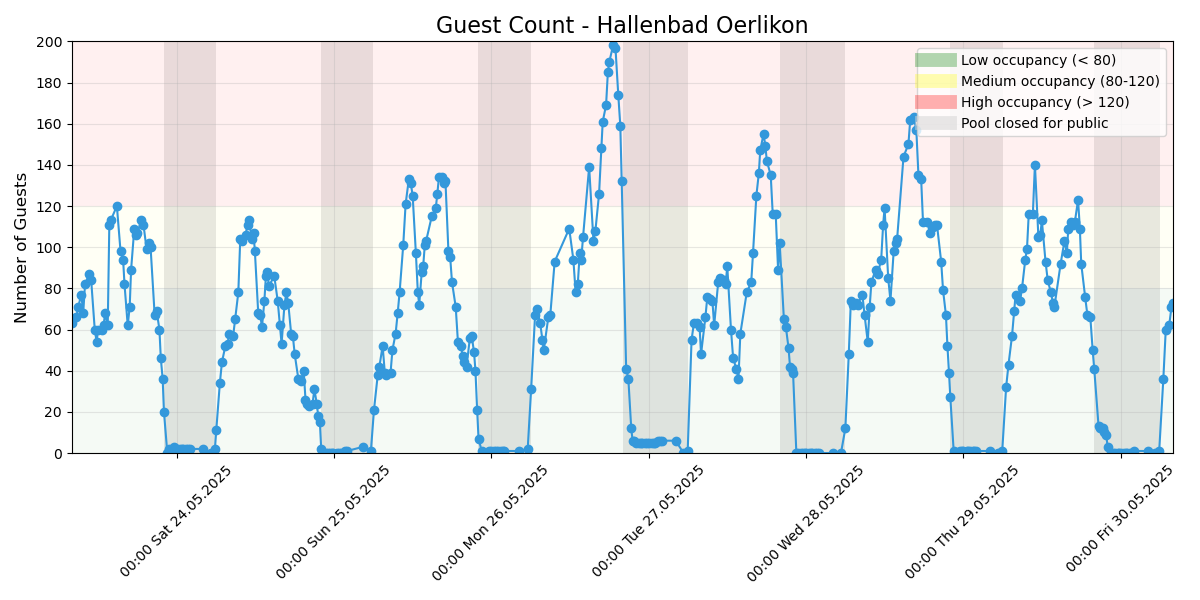 Guest Count - Hallenbad Oerlikon
Number of Guests
200
180
160
140
120
100
80
60
40
20
0
Low occupancy (< 80)
Medium occupancy (80-120)
High occupancy (> 120)
Pool closed for public
00:00 Sat 24.05.2025
00:00 Sun 25.05.2025
00:00 Mon 26.05.2025
00:00 Tue 27.05.2025
00:00 Wed 28.05.2025
00:00 Thu 29.05.2025
00:00 Fri 30.05.2025